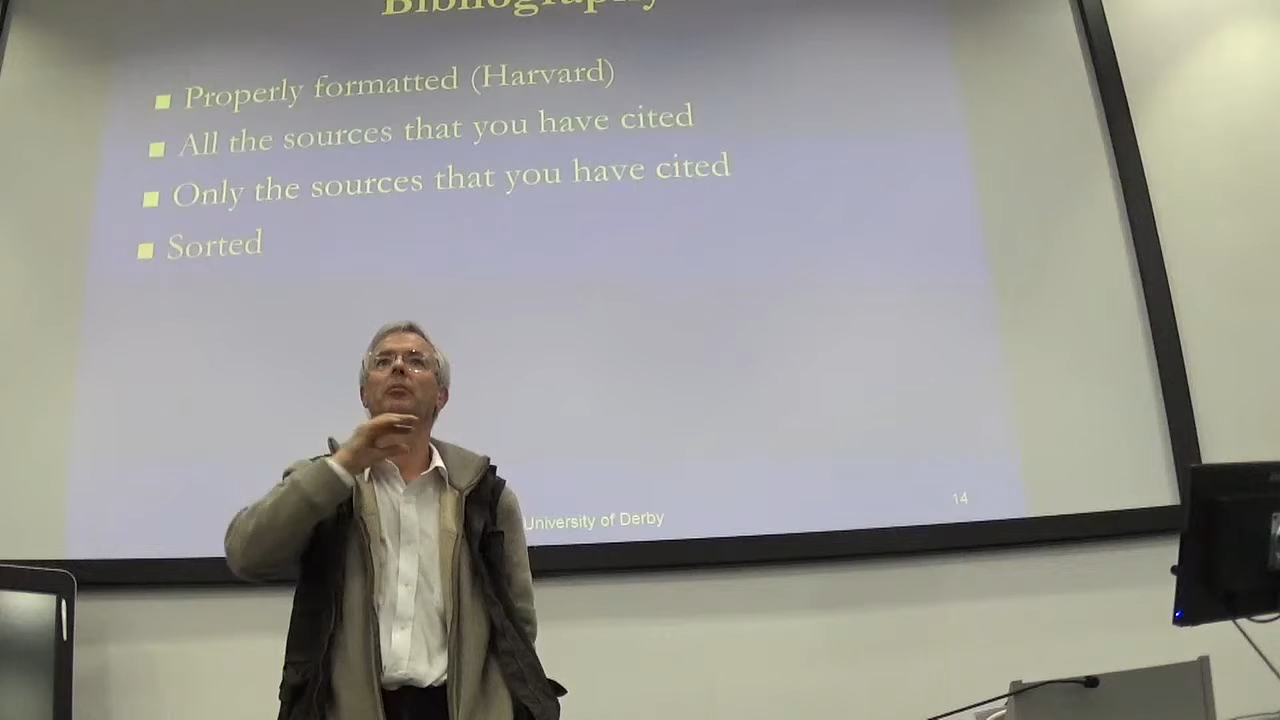 Bibliography
Properly formatted (Harvard)
All the sources that you have cited
Only the sources that you have cited
Sorted
University of Derby
14